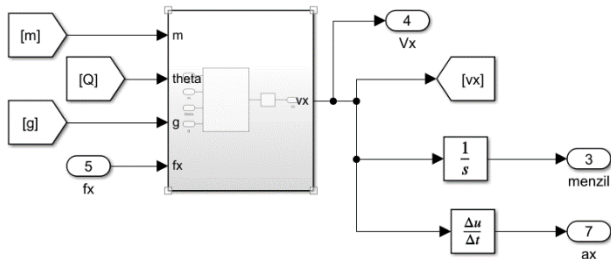 [m]
m
4
Vx
[Q]
theta
[vx]
vx
[g]
g
5
fx
fx
1
s
3
menzil
Δu
Δt
7
ax